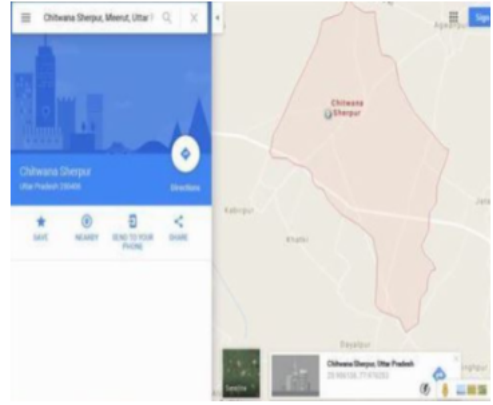 Chitwana Sherpur, Meerut, Uttar
Chitwana Sherpur
Uttar Pradesh
Directions
SAVE
NEARBY
SEND TO YOUR PHONE
SHARE
Sign
Chitwana
Sherpur
Kabirpur
Khatki
Dayalpur
Chitwana Sherpur, Uttar Pradesh